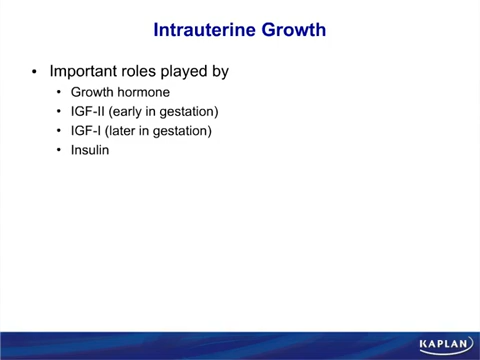 Intrauterine Growth
• Important roles played by
• Growth hormone
• IGF-II (early in gestation)
• IGF-I (later in gestation)
• Insulin
KAPLAN